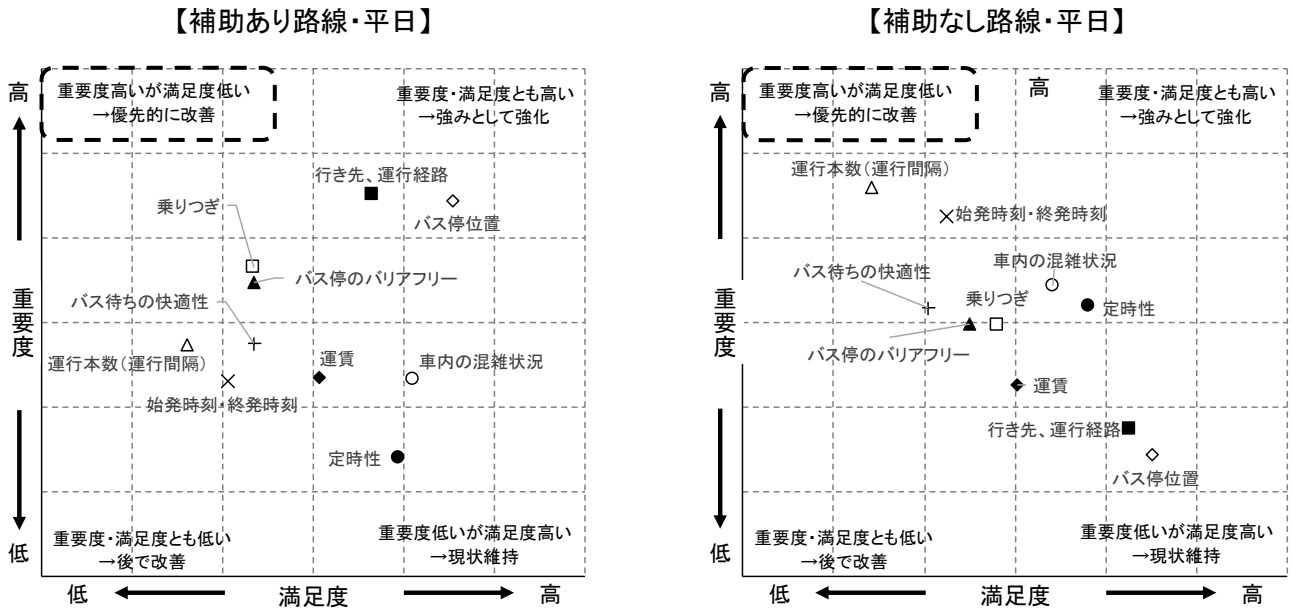 【補助あり路線・平日】
高
重要度
低
重要度高いが満足度低い
→優先的に改善
重要度・満足度とも高い
→強みとして強化
行き先、運行経路
乗りつぎ
バス停位置
バス停のバリアフリー
バス待ちの快適性
運行本数(運行間隔)
運賃
車内の混雑状況
始発時刻・終発時刻
定時性
重要度・満足度とも低い
→後で改善
重要度低いが満足度高い
→現状維持
低
満足度
高
【補助なし路線・平日】
高
重要度
低
重要度高いが満足度低い
→優先的に改善
高
重要度・満足度とも高い
→強みとして強化
運行本数(運行間隔)
始発時刻・終発時刻
車内の混雑状況
バス待ちの快適性
乗りつぎ
定時性
バス停のバリアフリー
運賃
行き先、運行経路
バス停位置
重要度・満足度とも低い
→後で改善
重要度低いが満足度高い
→現状維持
低
満足度
高